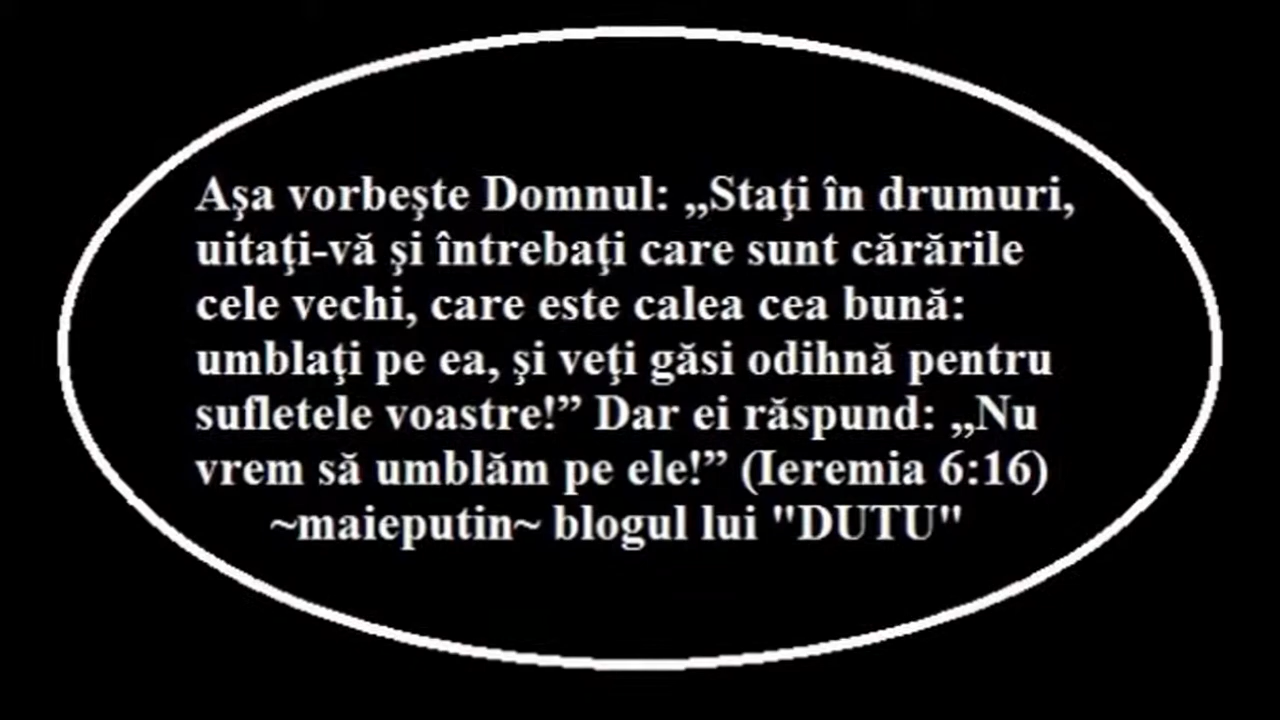 Aşa vorbeşte Domnul: „Staţi în drumuri,
uitaţi-vă şi întrebaţi care sunt cărările
cele vechi, care este calea cea bună:
umblaţi pe ea, şi veţi găsi odihnă pentru
sufletele voastre!” Dar ei răspund: „Nu
vrem să umblăm pe ele!” (Ieremia 6:16)
~maieputin~ blogul lui "DUTU"